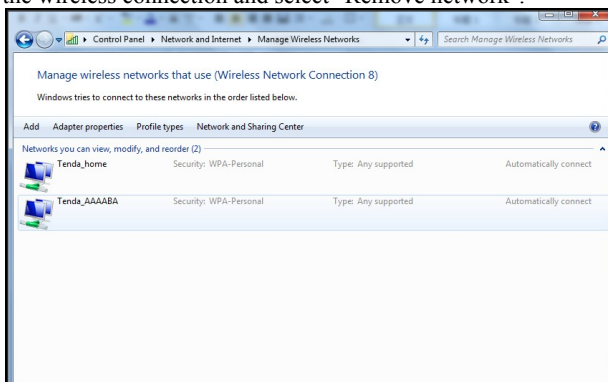 the wireless connection and select "Remove network".
Control Panel ▸ Network and Internet ▸ Manage Wireless Networks
Search Manage Wireless Networks
Manage wireless networks that use (Wireless Network Connection 8)
Windows tries to connect to these networks in the order listed below.
Add Adapter properties Profile types Network and Sharing Center
Networks you can view, modify, and reorder (2)
Tenda_home Security: WPA-Personal Type: Any supported Automatically connect
Tenda_AAAABA Security: WPA-Personal Type: Any supported Automatically connect